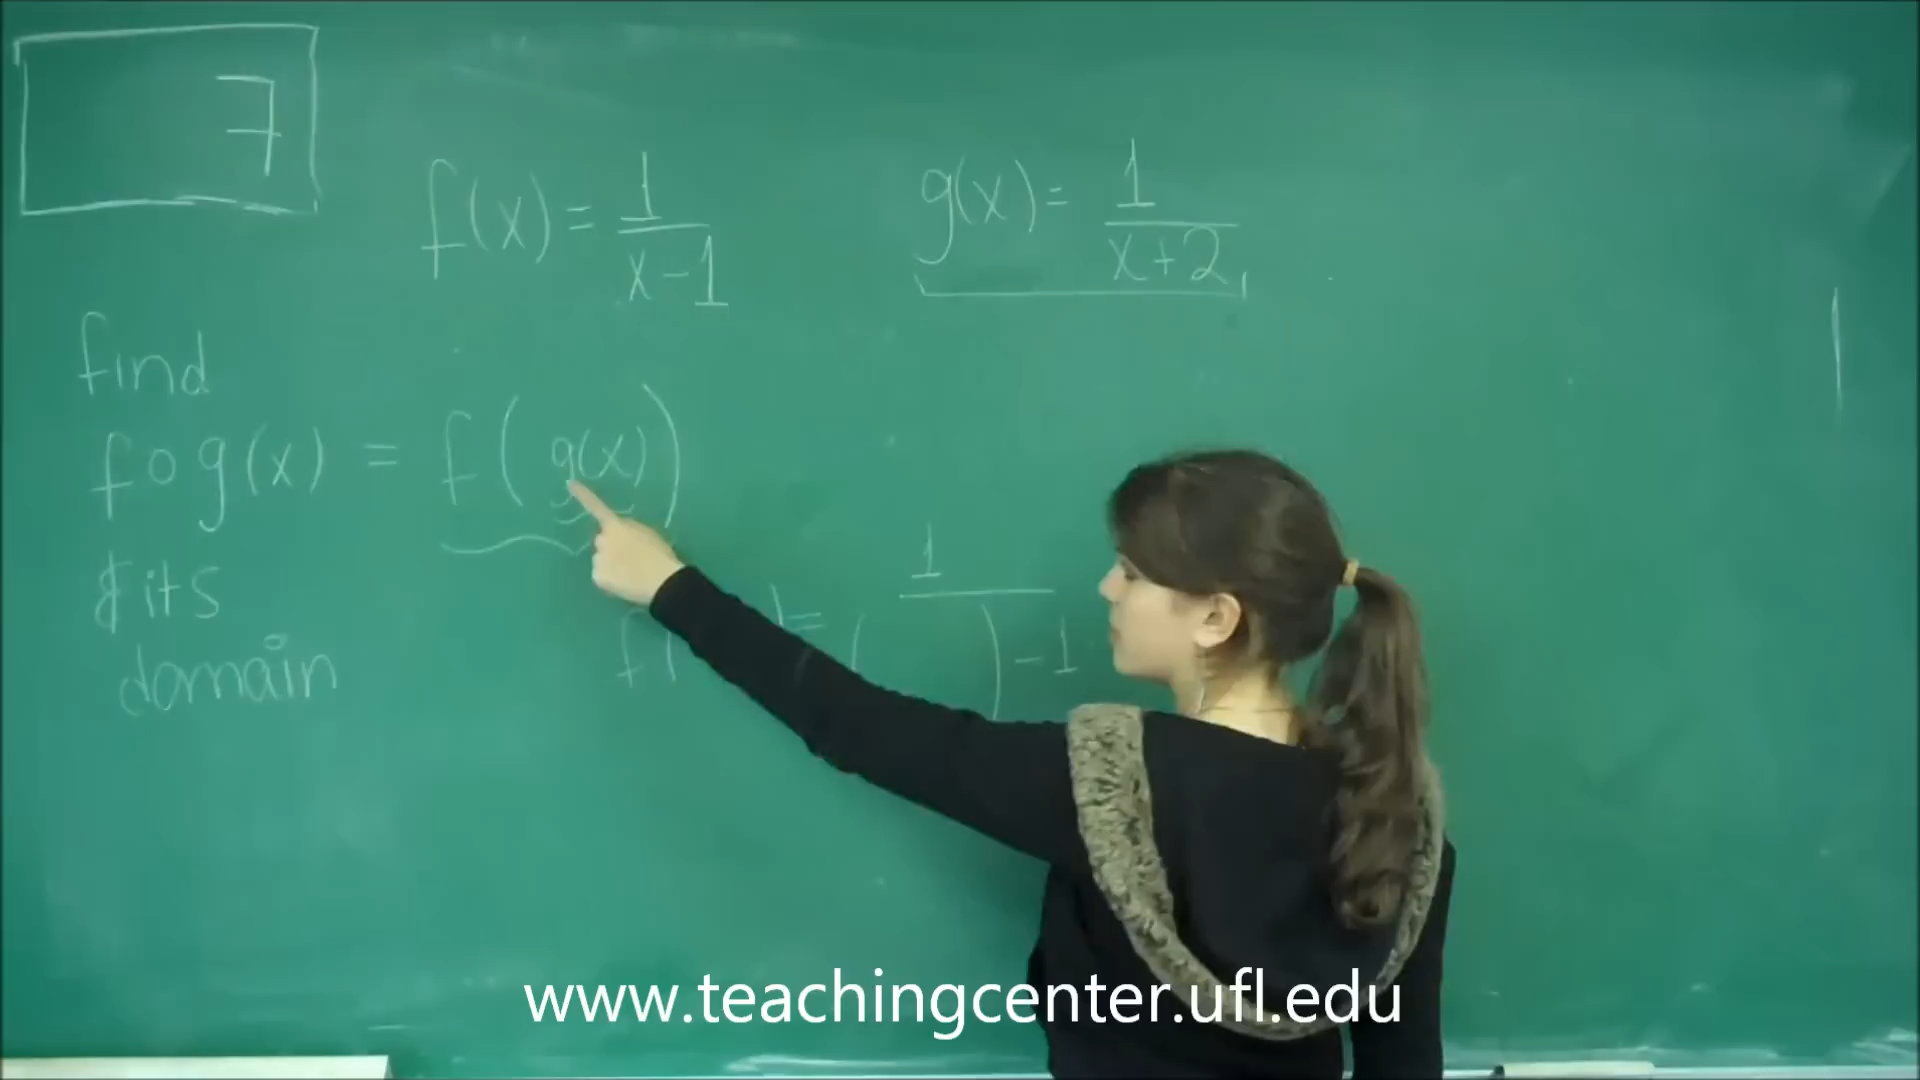 7
f(x) = 1/(x-1)
g(x) = 1/(x+2)
find
f o g(x) = f(g(x))
& its
domain
f( ) = 1/(( ) - 1)
www.teachingcenter.ufl.edu